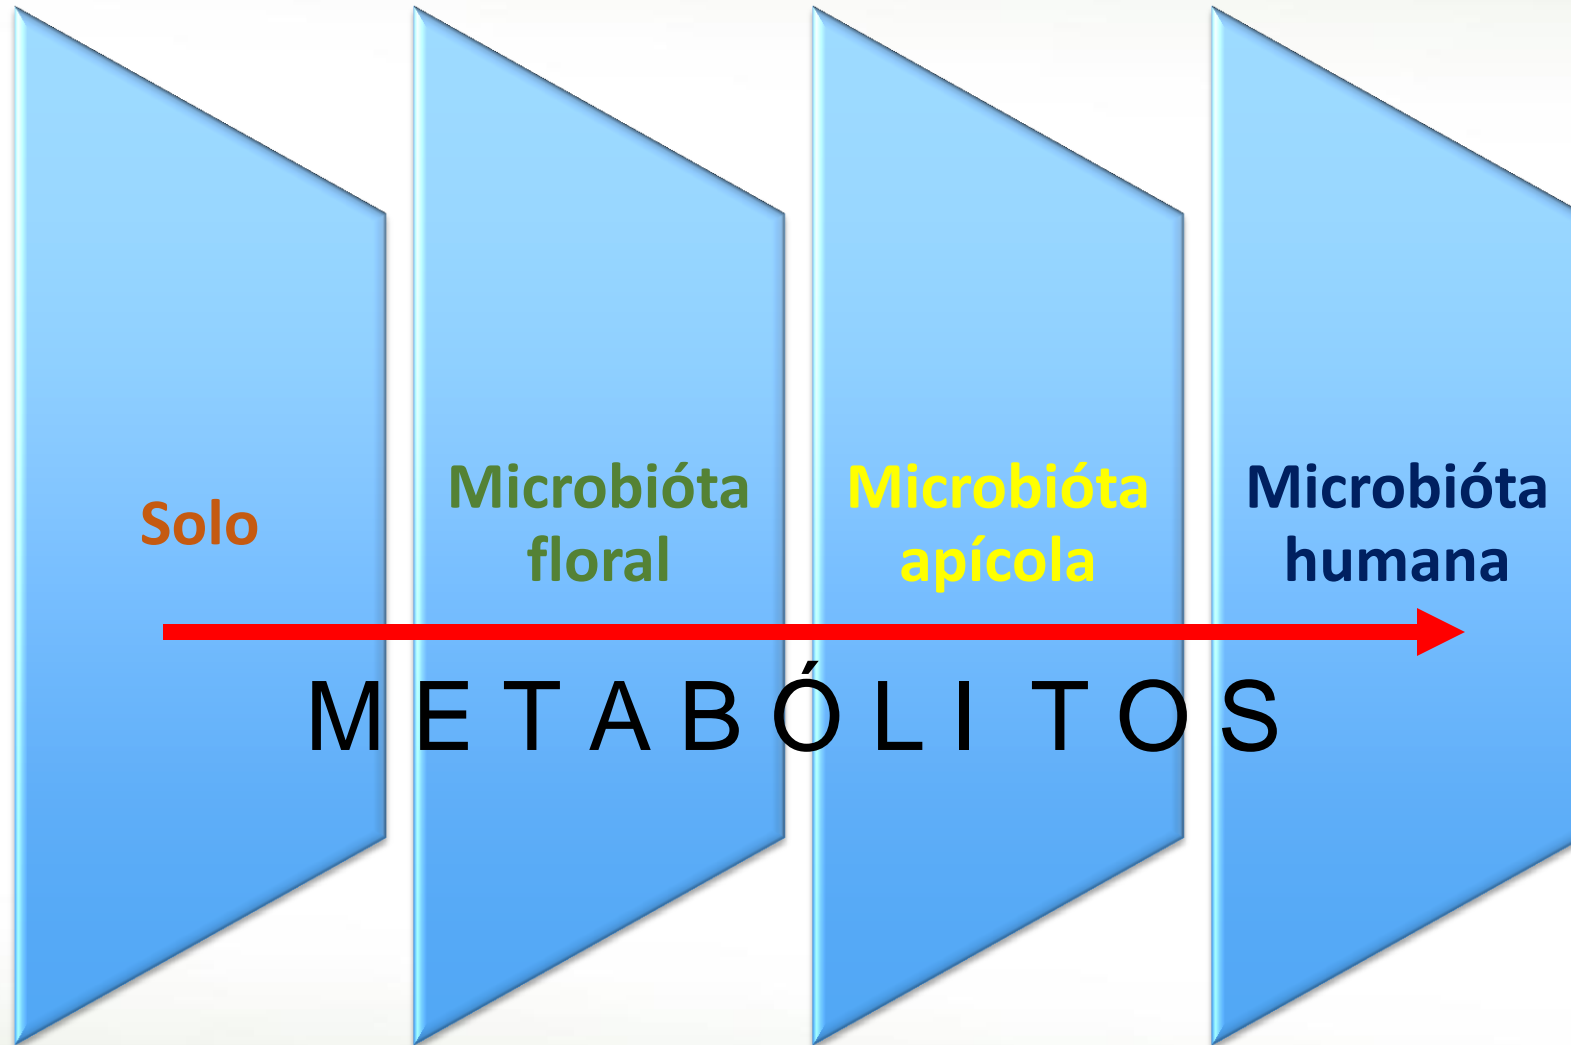 Solo
Microbióta
floral
Microbióta
apícola
Microbióta
humana
M E T A B Ó L I T O S